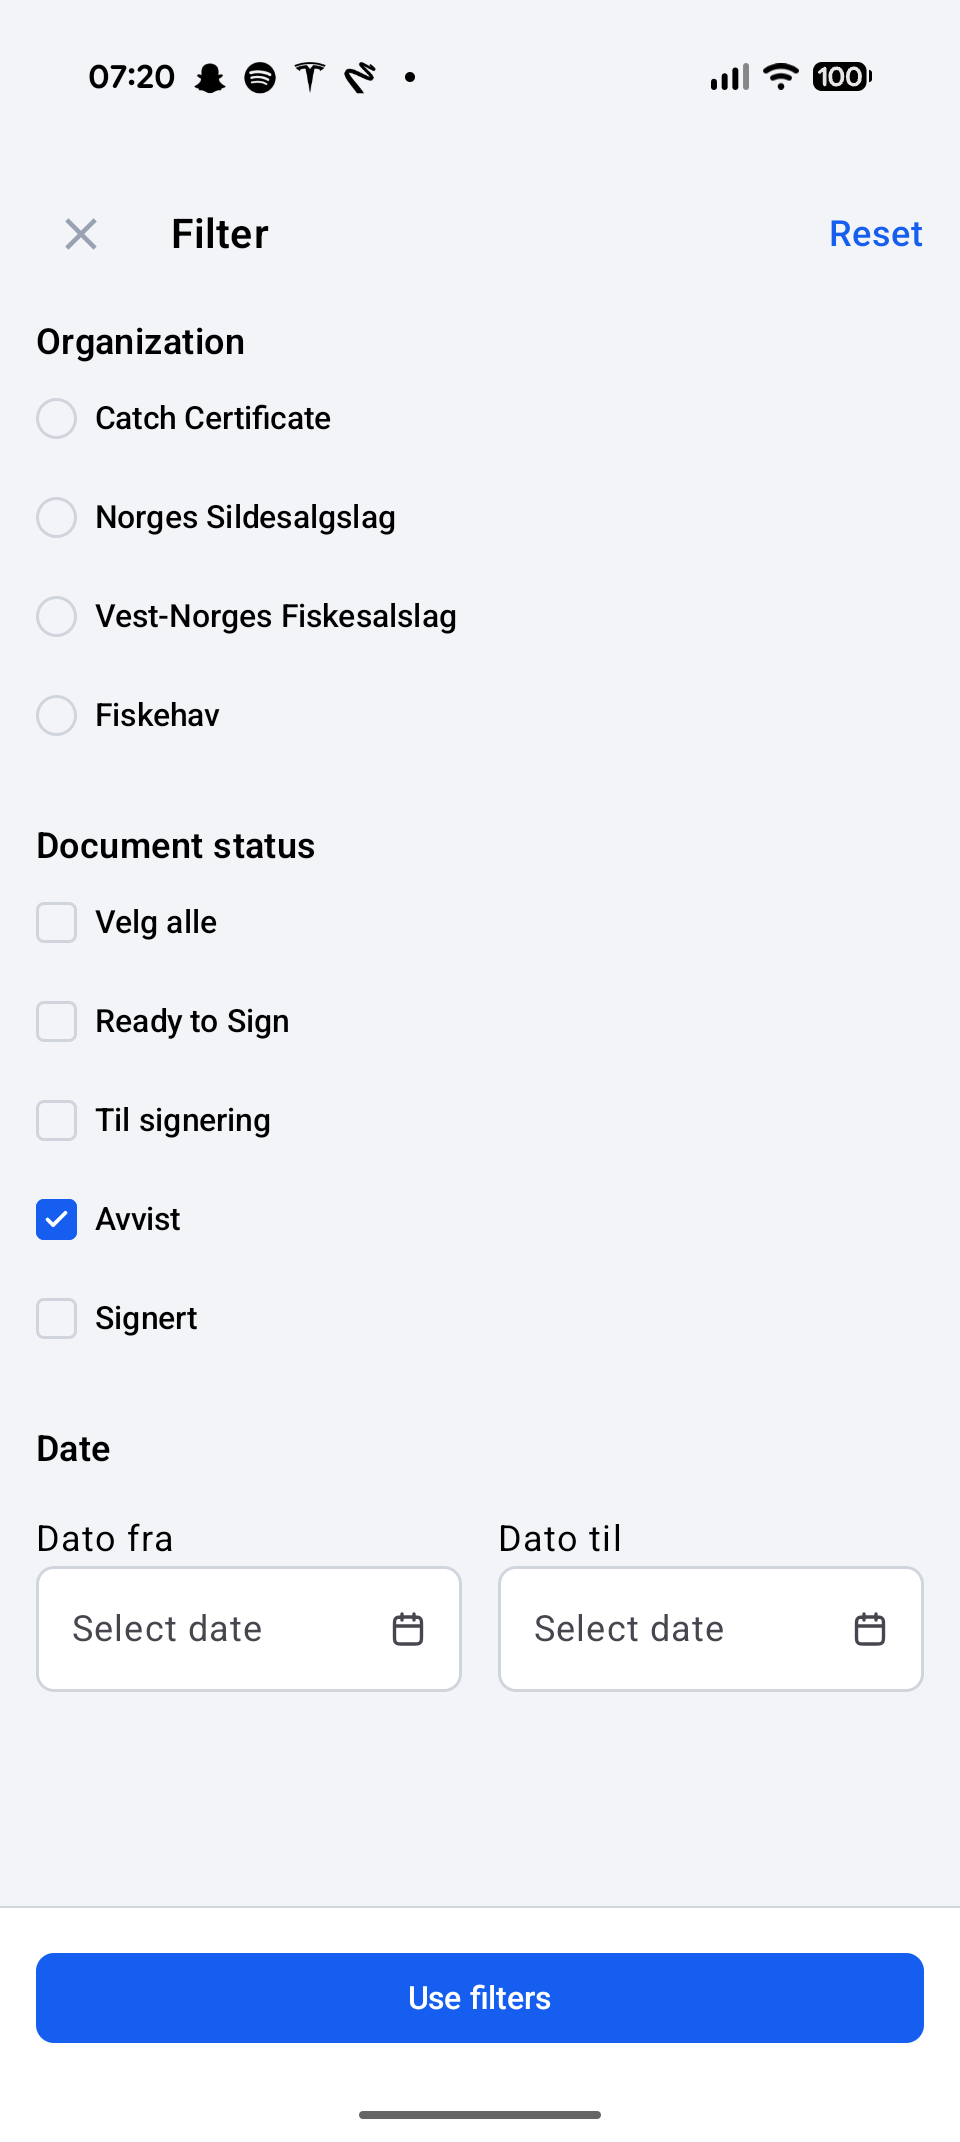 07:20
100
Filter
Reset
Organization
Catch Certificate
Norges Sildesalgslag
Vest-Norges Fiskesalslag
Fiskehav
Document status
Velg alle
Ready to Sign
Til signering
Avvist
Signert
Date
Dato fra
Dato til
Select date
Select date
Use filters